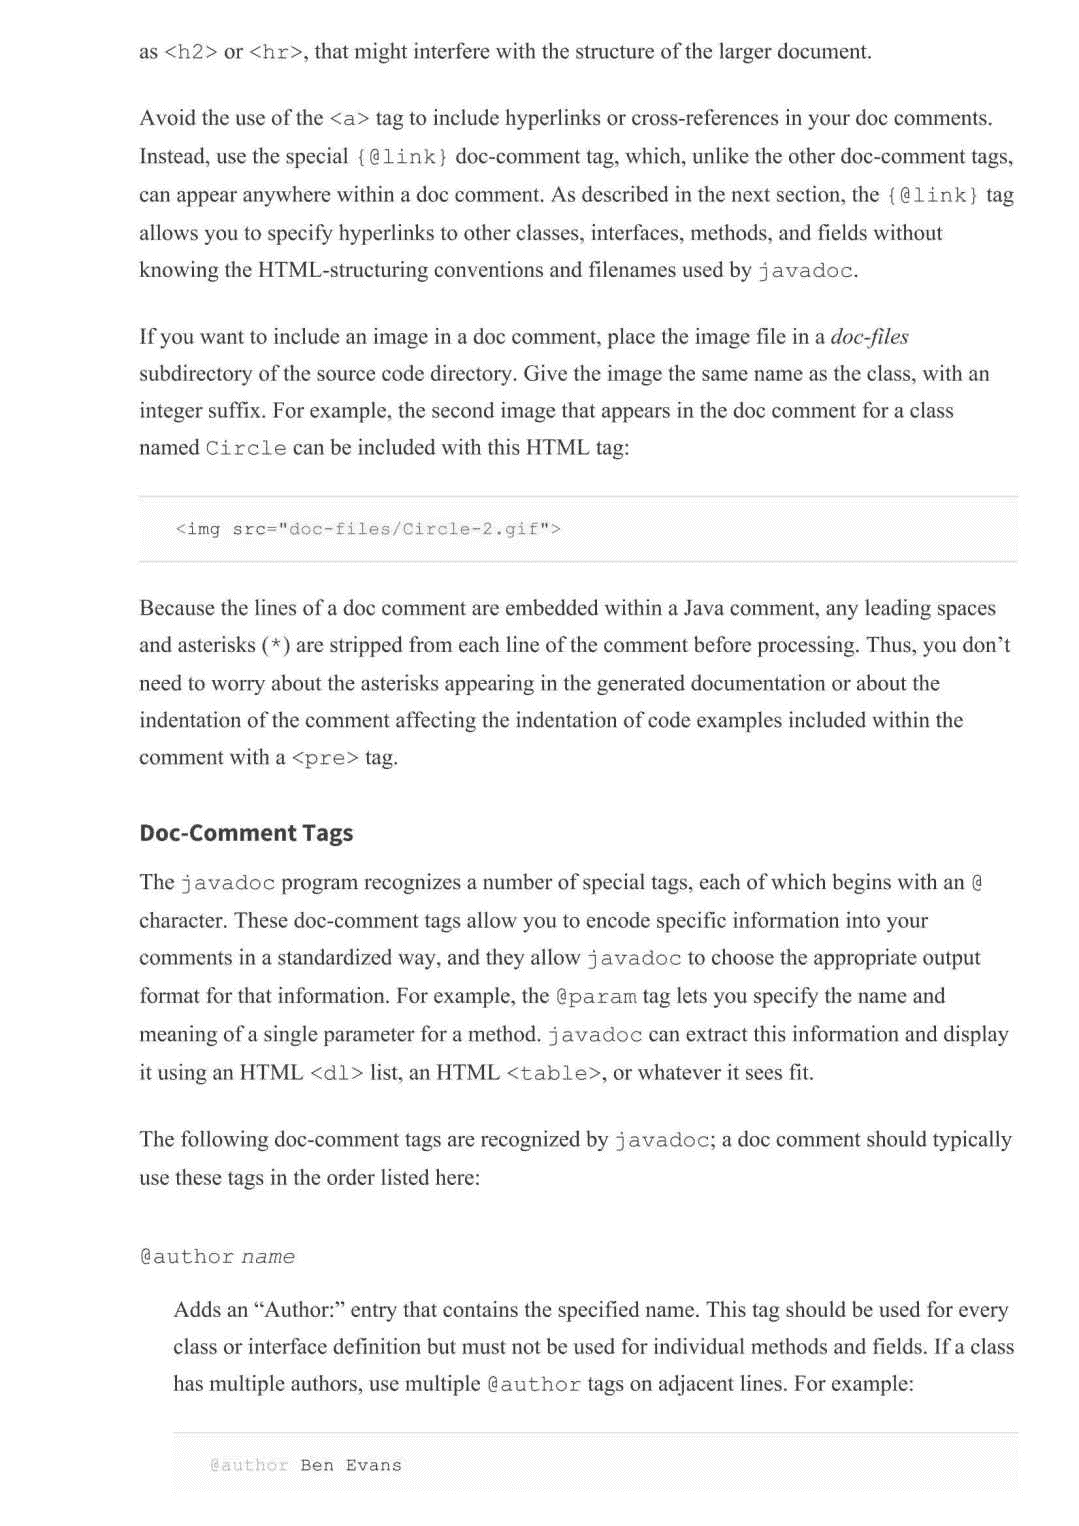 as <h2> or <hr>, that might interfere with the structure of the larger document.
Avoid the use of the <a> tag to include hyperlinks or cross-references in your doc comments.
Instead, use the special {@link} doc-comment tag, which, unlike the other doc-comment tags,
can appear anywhere within a doc comment. As described in the next section, the {@link} tag
allows you to specify hyperlinks to other classes, interfaces, methods, and fields without
knowing the HTML-structuring conventions and filenames used by javadoc.
If you want to include an image in a doc comment, place the image file in a doc-files
subdirectory of the source code directory. Give the image the same name as the class, with an
integer suffix. For example, the second image that appears in the doc comment for a class
named Circle can be included with this HTML tag:
<img src="doc-files/Circle-2.gif">
Because the lines of a doc comment are embedded within a Java comment, any leading spaces
and asterisks (*) are stripped from each line of the comment before processing. Thus, you don’t
need to worry about the asterisks appearing in the generated documentation or about the
indentation of the comment affecting the indentation of code examples included within the
comment with a <pre> tag.
Doc-Comment Tags
The javadoc program recognizes a number of special tags, each of which begins with an @
character. These doc-comment tags allow you to encode specific information into your
comments in a standardized way, and they allow javadoc to choose the appropriate output
format for that information. For example, the @param tag lets you specify the name and
meaning of a single parameter for a method. javadoc can extract this information and display
it using an HTML <dl> list, an HTML <table>, or whatever it sees fit.
The following doc-comment tags are recognized by javadoc; a doc comment should typically
use these tags in the order listed here:
@author name
Adds an “Author:” entry that contains the specified name. This tag should be used for every
class or interface definition but must not be used for individual methods and fields. If a class
has multiple authors, use multiple @author tags on adjacent lines. For example:
@author Ben Evans